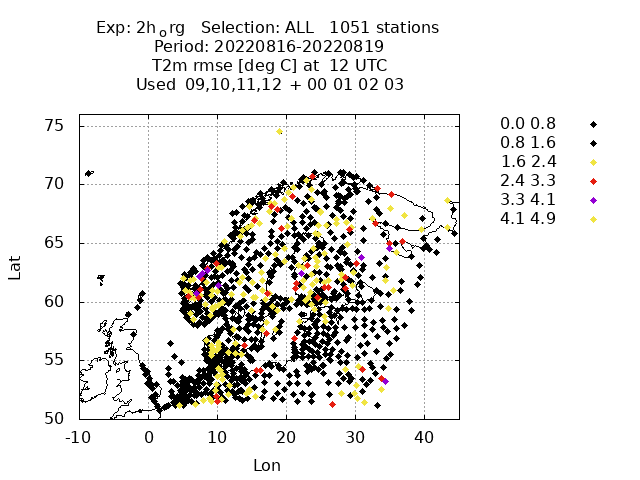 Exp: 2h_org   Selection: ALL   1051 stations
Period: 20220816-20220819
T2m rmse [deg C] at  12 UTC
Used  09,10,11,12  + 00 01 02 03
0.0 0.8
0.8 1.6
1.6 2.4
2.4 3.3
3.3 4.1
4.1 4.9
75
70
65
60
55
50
Lat
-10 0 10 20 30 40
Lon